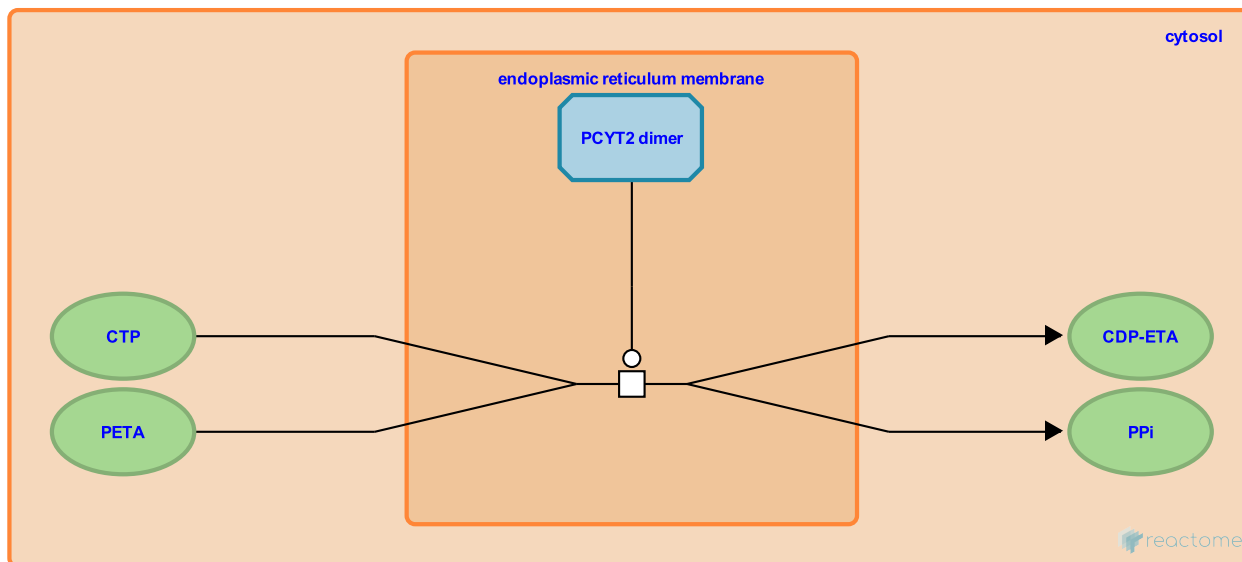 cytosol
endoplasmic reticulum membrane
PCYT2 dimer
CTP
CDP-ETA
PETA
PPi
reactome